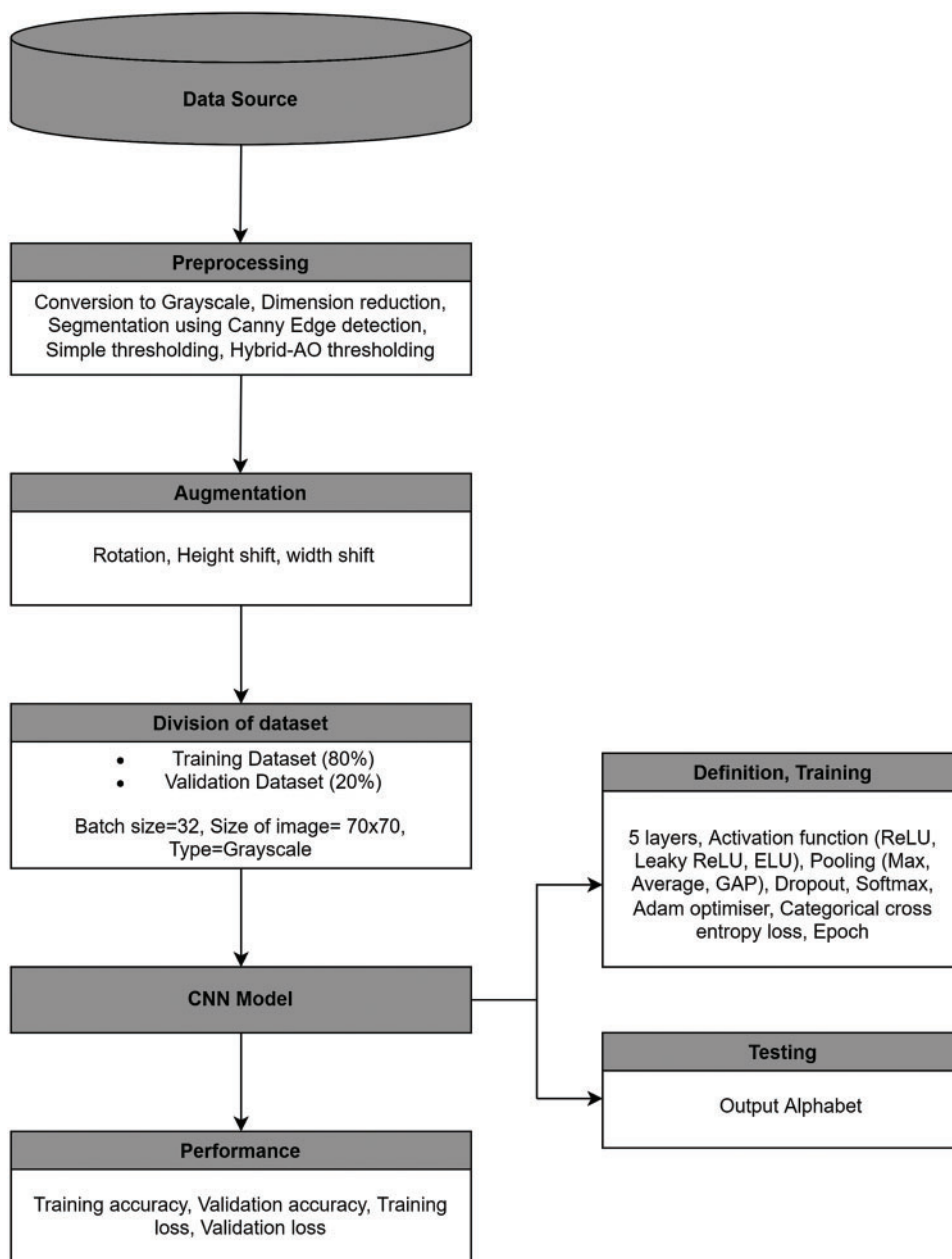 Data Source
Preprocessing
Conversion to Grayscale, Dimension reduction,
Segmentation using Canny Edge detection,
Simple thresholding, Hybrid-AO thresholding
Augmentation
Rotation, Height shift, width shift
Division of dataset
• Training Dataset (80%)
• Validation Dataset (20%)
Batch size=32, Size of image= 70x70,
Type=Grayscale
CNN Model
Definition, Training
5 layers, Activation function (ReLU,
Leaky ReLU, ELU), Pooling (Max,
Average, GAP), Dropout, Softmax,
Adam optimiser, Categorical cross
entropy loss, Epoch
Testing
Output Alphabet
Performance
Training accuracy, Validation accuracy, Training
loss, Validation loss